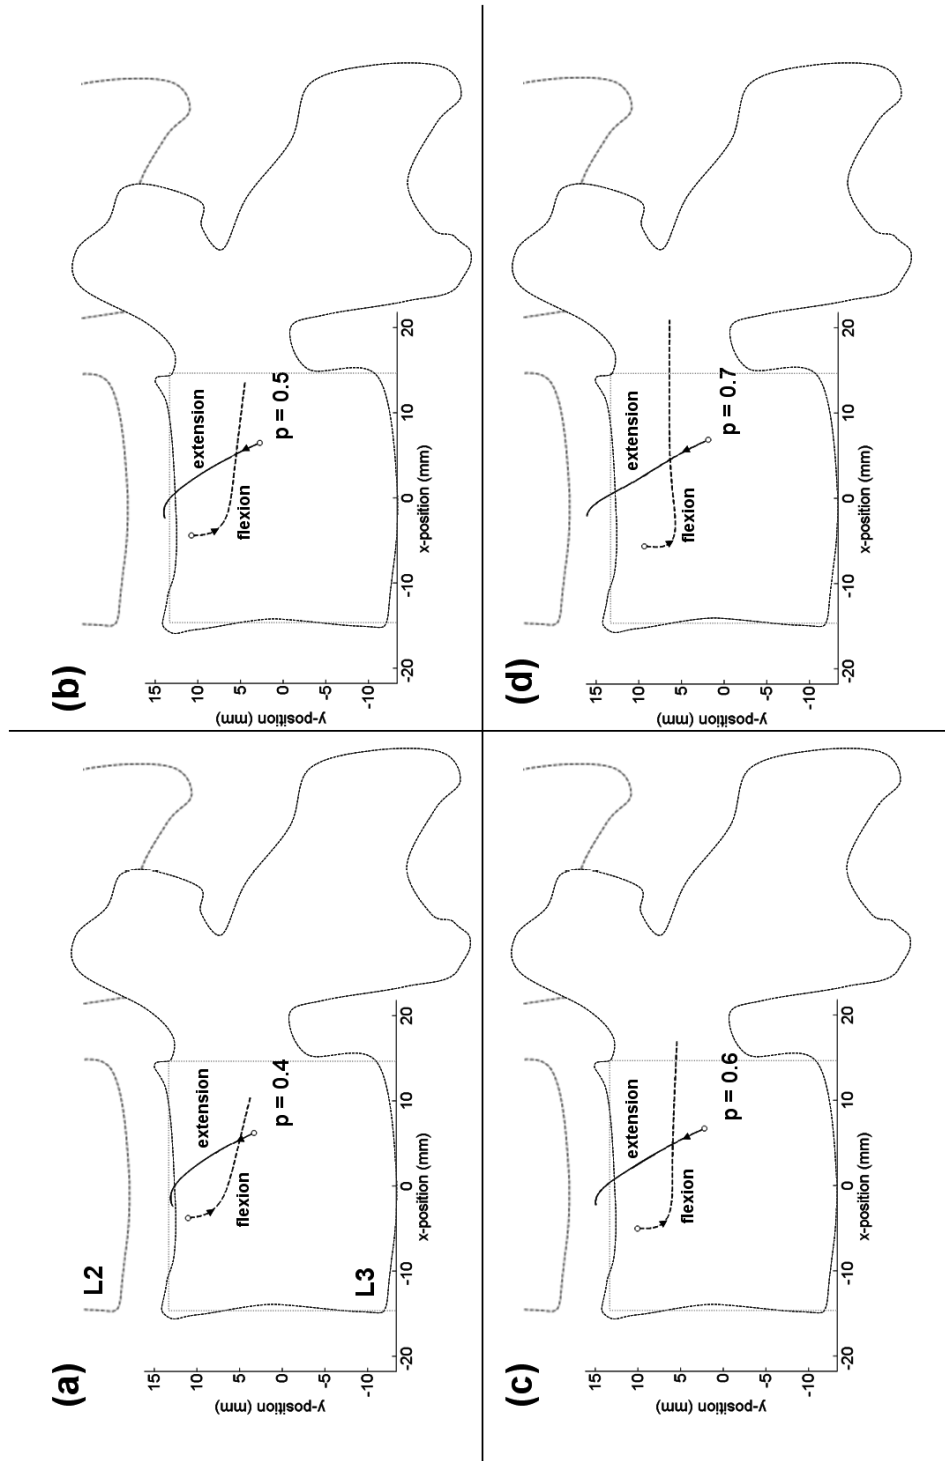 (a)
L2
15
10
5
0
-5
-10
y-position (mm)
extension
flexion
p = 0.4
L3
-20
-10
0
10
20
x-position (mm)
(b)
15
10
5
0
-5
-10
y-position (mm)
extension
flexion
p = 0.5
-20
-10
0
10
20
x-position (mm)
(c)
15
10
5
0
-5
-10
y-position (mm)
extension
flexion
p = 0.6
-20
-10
0
10
20
x-position (mm)
(d)
15
10
5
0
-5
-10
y-position (mm)
extension
flexion
p = 0.7
-20
-10
0
10
20
x-position (mm)